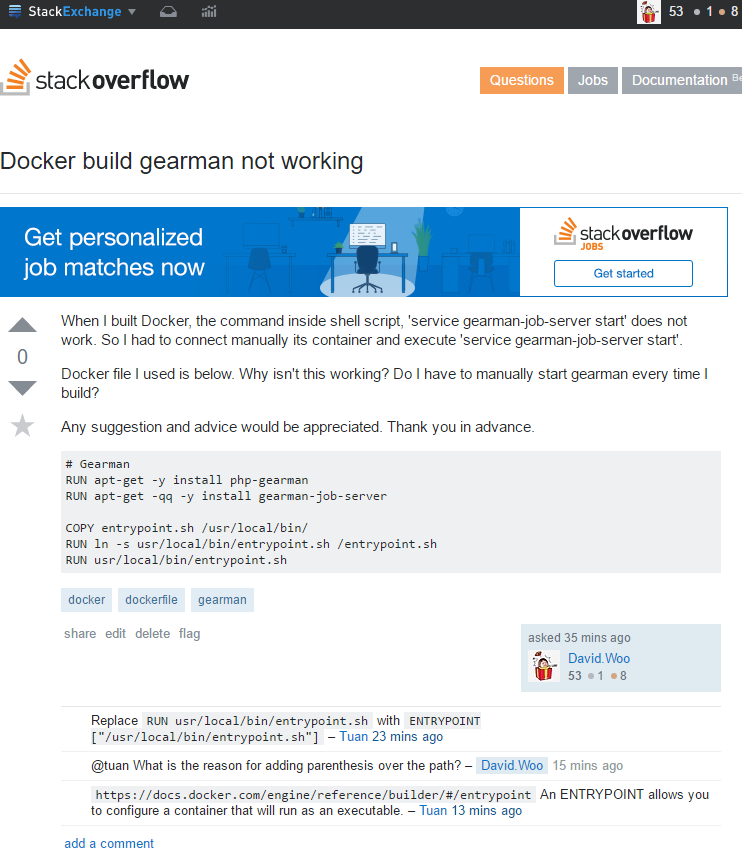 StackExchange 53 1 8
stackoverflow
Questions Jobs Documentation Be
Docker build gearman not working
Get personalized
job matches now
stackoverflow
JOBS
Get started
When I built Docker, the command inside shell script, 'service gearman-job-server start' does not
work. So I had to connect manually its container and execute 'service gearman-job-server start'.
0
Docker file I used is below. Why isn't this working? Do I have to manually start gearman every time I
build?
Any suggestion and advice would be appreciated. Thank you in advance.
# Gearman
RUN apt-get -y install php-gearman
RUN apt-get -qq -y install gearman-job-server
COPY entrypoint.sh /usr/local/bin/
RUN ln -s usr/local/bin/entrypoint.sh /entrypoint.sh
RUN usr/local/bin/entrypoint.sh
docker dockerfile gearman
share edit delete flag
asked 35 mins ago
David.Woo
53 1 8
Replace RUN usr/local/bin/entrypoint.sh with ENTRYPOINT
["/usr/local/bin/entrypoint.sh"] – Tuan 23 mins ago
@tuan What is the reason for adding parenthesis over the path? – David.Woo 15 mins ago
https://docs.docker.com/engine/reference/builder/#/entrypoint An ENTRYPOINT allows you
to configure a container that will run as an executable. – Tuan 13 mins ago
add a comment